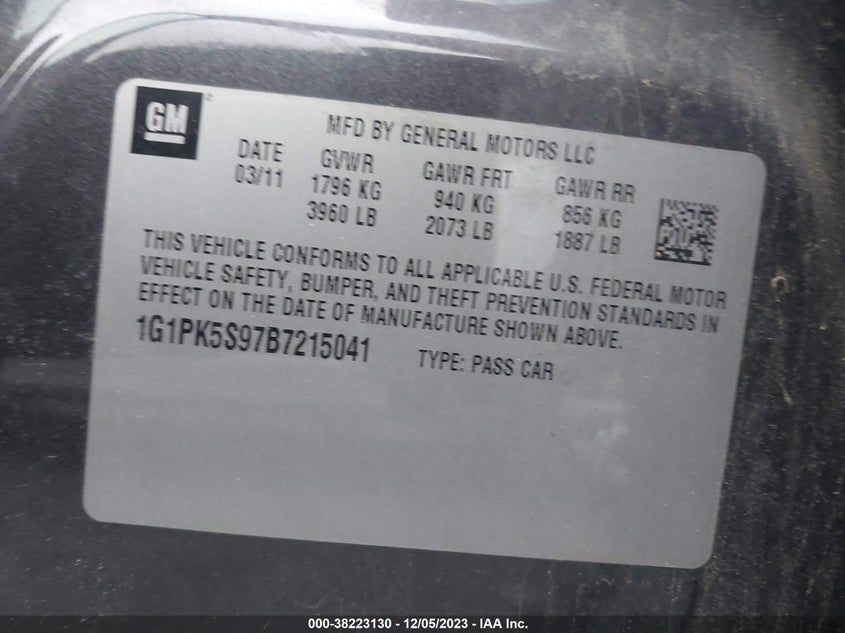 GM
MFD BY GENERAL MOTORS LLC
DATE GVWR GAWR FRT GAWR RR
03/11 1796 KG 940 KG 856 KG
3960 LB 2073 LB 1887 LB
THIS VEHICLE CONFORMS TO ALL APPLICABLE U.S. FEDERAL MOTOR
VEHICLE SAFETY, BUMPER, AND THEFT PREVENTION STANDARDS IN
EFFECT ON THE DATE OF MANUFACTURE SHOWN ABOVE.
1G1PK5S97B7215041 TYPE: PASS CAR
000-38223130 - 12/05/2023 - IAA Inc.